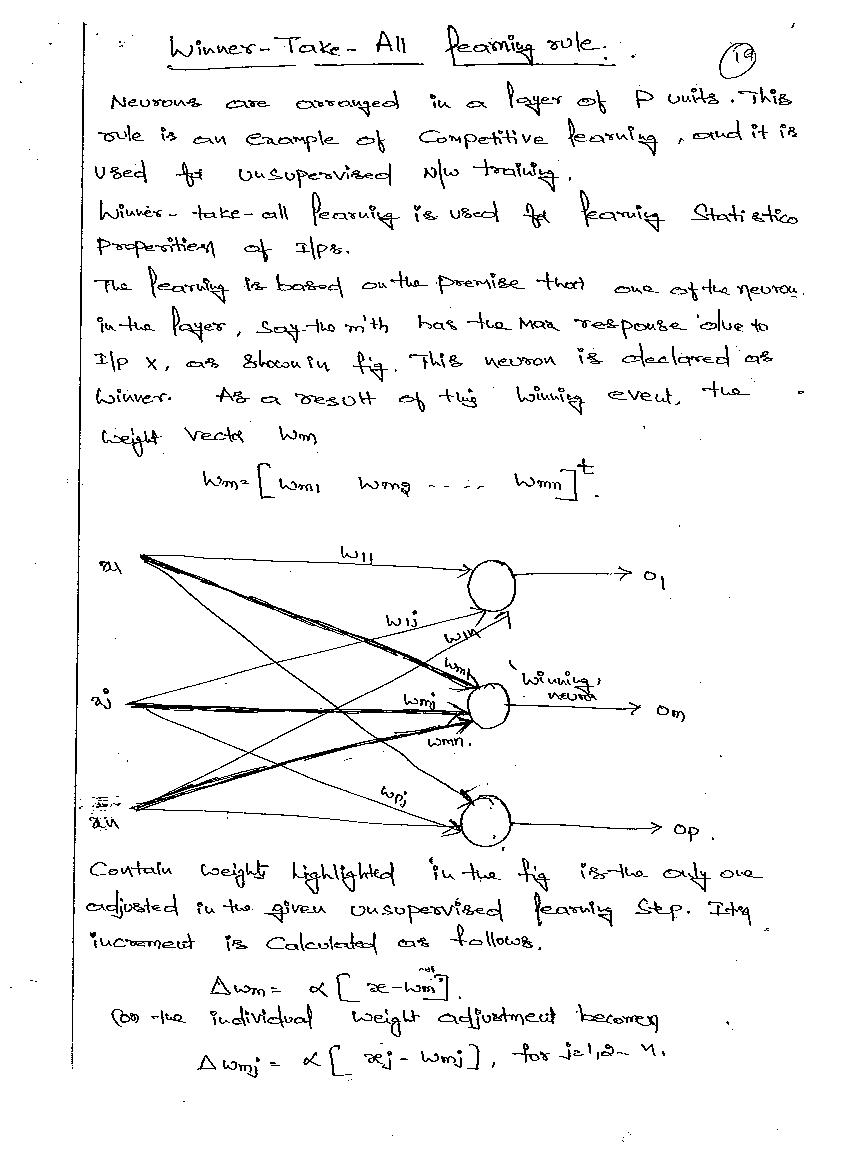 Winner-Take-All learning rule:
19
Neurons are arranged in a layer of P units. This
rule is an example of Competitive learning, and it is
used for unsupervised N/W training.
Winner-take-all learning is used for learning Statistico
Properities of I/Ps.
The learning is based on the premise that one of the neuron.
in the layer, say the m'th has the max response due to
I/P x, as shown in fig. This neuron is declared as
winner. As a result of this winning event, the
weight vector Wm
Wm = [Wm1 Wm2 ----- Wmn]^t.
x1 W11 O1
W1j
W1n
Wm1 'Winning'
neuron
xj Wmj Om
Wmn.
Wpj
xn Op.
Contain weights highlighted in the fig is the only one
adjusted in the given unsupervised learning Step. Its
increment is Calculated as follows.
Δwm = α[x-wm].
(or the individual weight adjustment becomes
Δwmj = α[xj - wmj], for j=1,2-- n.